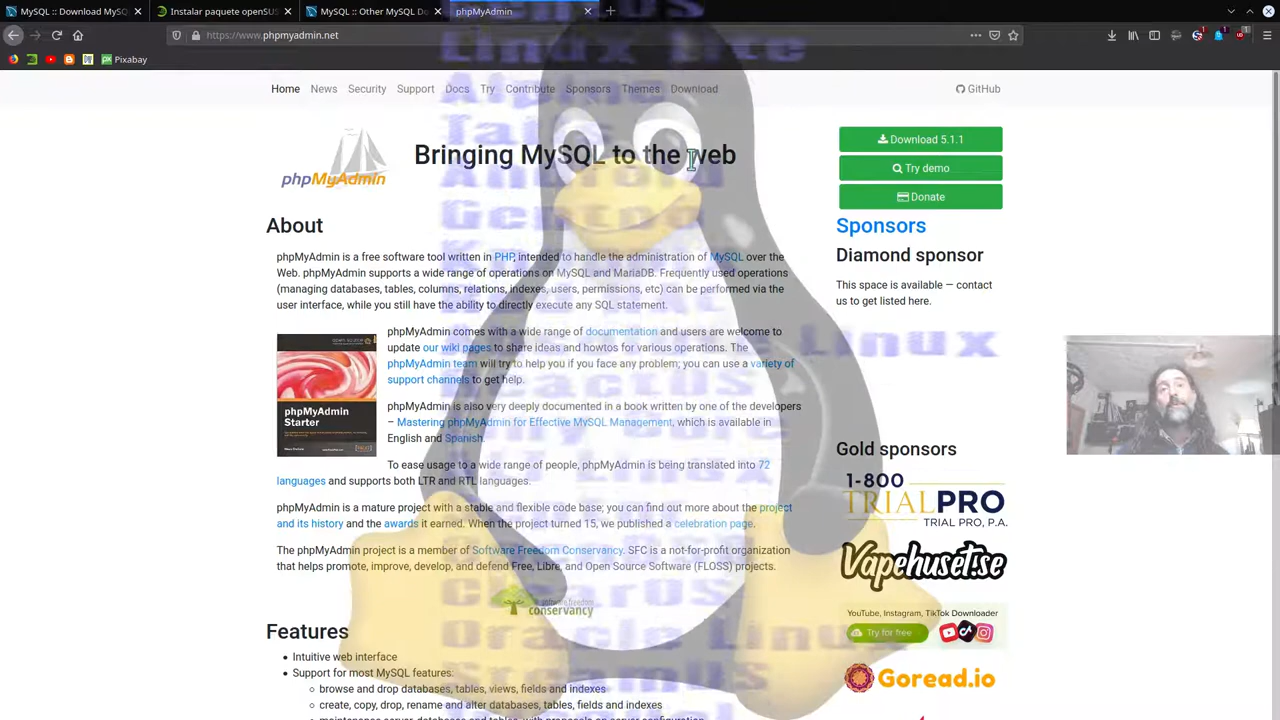 MySQL :: Download MySQ
Instalar paquete openSUS
MySQL :: Other MySQL Do
phpMyAdmin
https://www.phpmyadmin.net
Pixabay
Home News Security Support Docs Try Contribute Sponsors Themes Download
GitHub
phpMyAdmin
Bringing MySQL to the web
Download 5.1.1
Try demo
Donate
About
phpMyAdmin is a free software tool written in PHP, intended to handle the administration of MySQL over the
Web. phpMyAdmin supports a wide range of operations on MySQL and MariaDB. Frequently used operations
(managing databases, tables, columns, relations, indexes, users, permissions, etc) can be performed via the
user interface, while you still have the ability to directly execute any SQL statement.
phpMyAdmin
Starter
phpMyAdmin comes with a wide range of documentation and users are welcome to
update our wiki pages to share ideas and howtos for various operations. The
phpMyAdmin team will try to help you if you face any problem; you can use a variety of
support channels to get help.
phpMyAdmin is also very deeply documented in a book written by one of the developers
– Mastering phpMyAdmin for Effective MySQL Management, which is available in
English and Spanish.
To ease usage to a wide range of people, phpMyAdmin is being translated into 72
languages and supports both LTR and RTL languages.
phpMyAdmin is a mature project with a stable and flexible code base; you can find out more about the project
and its history and the awards it earned. When the project turned 15, we published a celebration page.
The phpMyAdmin project is a member of Software Freedom Conservancy. SFC is a not-for-profit organization
that helps promote, improve, develop, and defend Free, Libre, and Open Source Software (FLOSS) projects.
software freedom
conservancy
Features
Intuitive web interface
Support for most MySQL features:
browse and drop databases, tables, views, fields and indexes
create, copy, drop, rename and alter databases, tables, fields and indexes
Sponsors
Diamond sponsor
This space is available — contact
us to get listed here.
Linux
Gold sponsors
1-800
TRIALPRO
TRIAL PRO, P.A.
Vapehuset.se
YouTube, Instagram, TikTok Downloader
Try for free
Goread.io